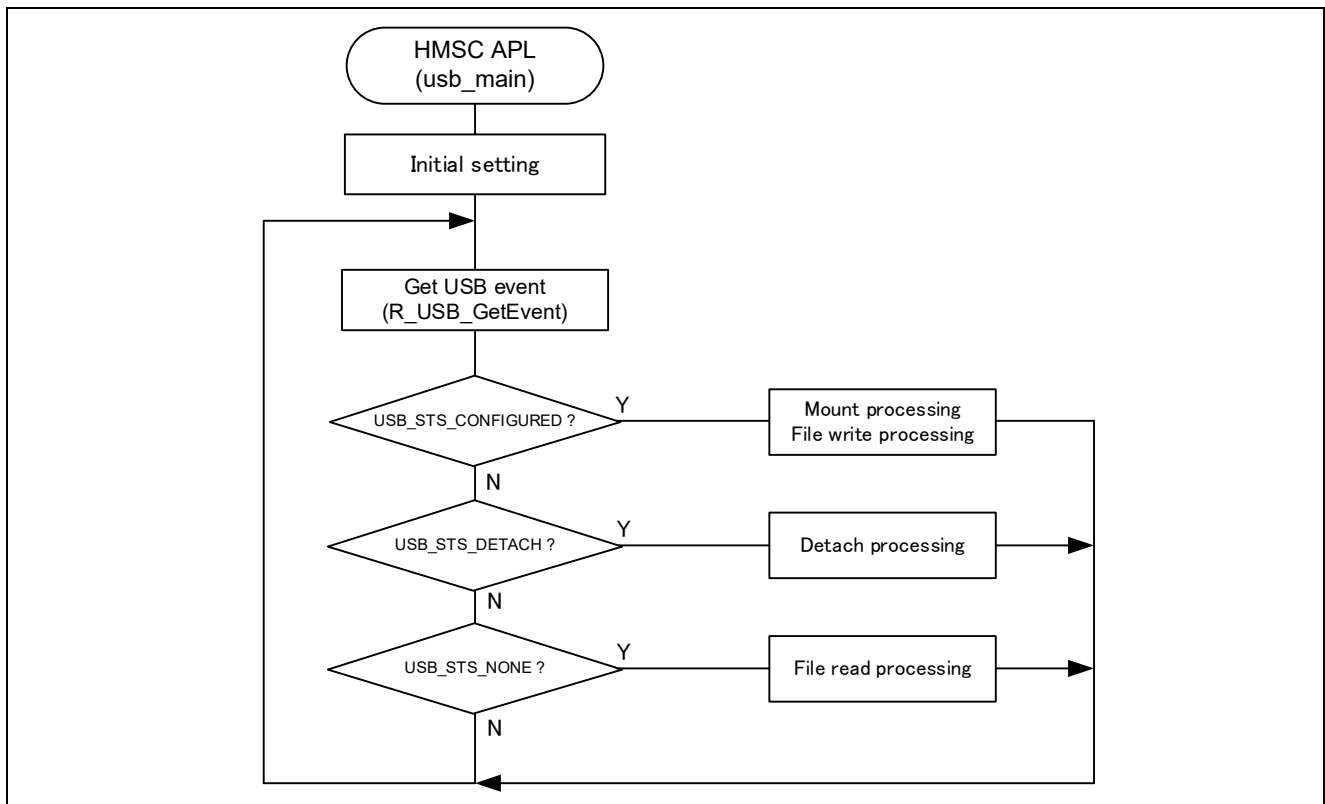 HMSC APL
(usb_main)
Initial setting
Get USB event
(R_USB_GetEvent)
USB_STS_CONFIGURED ?
Y
Mount processing
File write processing
N
USB_STS_DETACH ?
Y
Detach processing
N
USB_STS_NONE ?
Y
File read processing
N